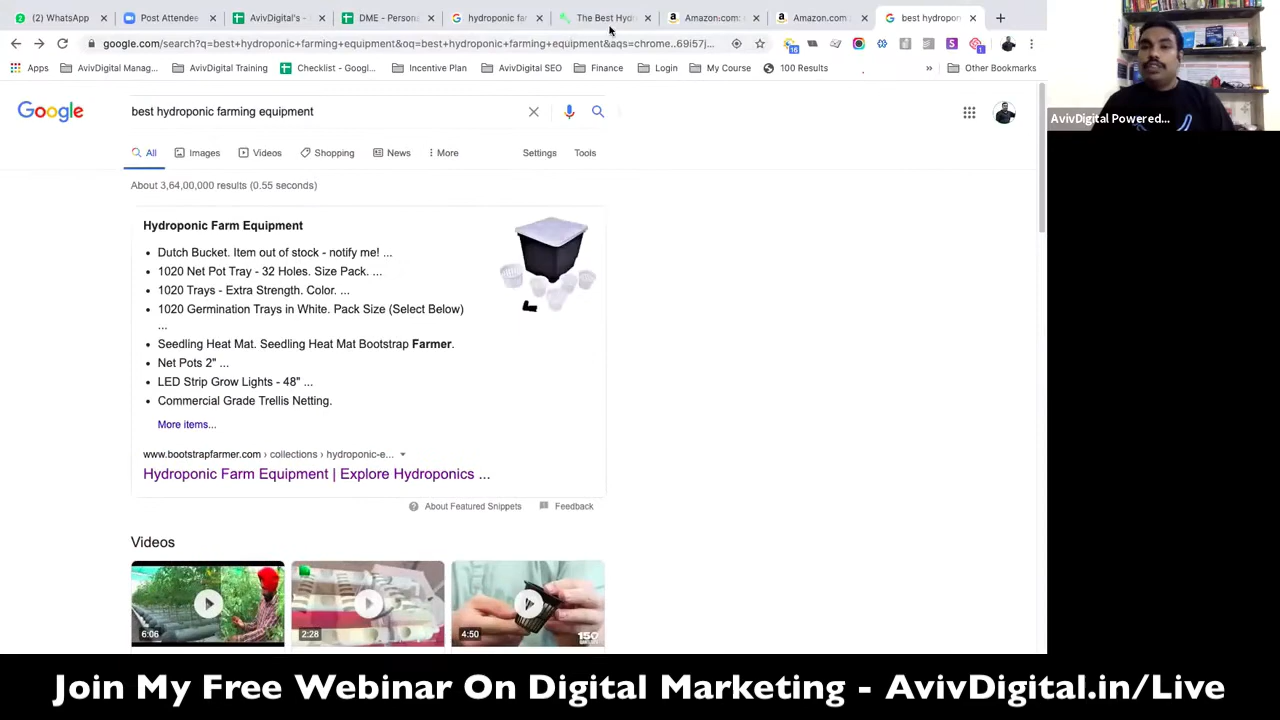 (2) WhatsApp
Post Attendee
AvivDigital's -
DME - Persona
hydroponic far
The Best Hydr
Amazon.com:
Amazon.com
best hydropon
google.com/search?q=best+hydroponic+farming+equipment&oq=best+hydroponic+farming+equipment&aqs=chrome..69i57j...
Apps
AvivDigital Manag...
AvivDigital Training
Checklist - Googl...
Incentive Plan
AvivDigital SEO
Finance
Login
My Course
100 Results
»
Other Bookmarks
AvivDigital Powered...
Google
best hydroponic farming equipment
All
Images
Videos
Shopping
News
More
Settings
Tools
About 3,64,00,000 results (0.55 seconds)
Hydroponic Farm Equipment
• Dutch Bucket. Item out of stock - notify me! ...
• 1020 Net Pot Tray - 32 Holes. Size Pack. ...
• 1020 Trays - Extra Strength. Color. ...
• 1020 Germination Trays in White. Pack Size (Select Below)
...
• Seedling Heat Mat. Seedling Heat Mat Bootstrap Farmer.
• Net Pots 2" ...
• LED Strip Grow Lights - 48" ...
• Commercial Grade Trellis Netting.
More items...
www.bootstrapfarmer.com › collections › hydroponic-e...
Hydroponic Farm Equipment | Explore Hydroponics ...
About Featured Snippets
Feedback
Videos
6:06
2:28
4:50
150
Join My Free Webinar On Digital Marketing - AvivDigital.in/Live